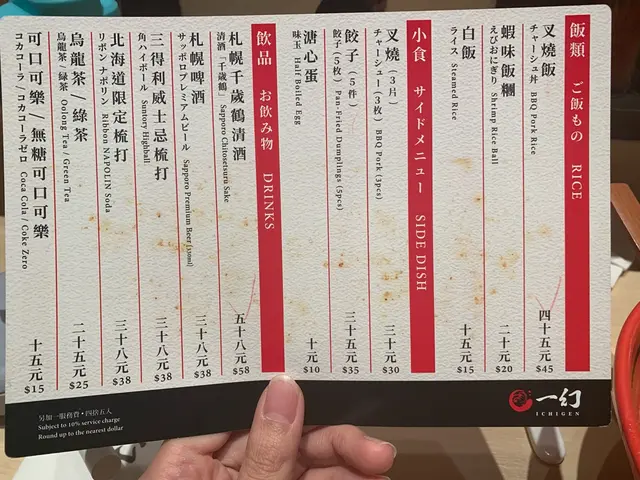 飯類 ご飯もの RICE
叉燒飯 四十五元
チャーシュ丼 BBQ Pork Rice $45
蝦味飯糰 二十元
えびおにぎり Shrimp Rice Ball $20
白飯 十五元
ライス Steamed Rice $15
小食 サイドメニュー SIDE DISH
叉燒（3片） 三十元
チャーシュー（3枚） BBQ Pork (3pcs) $30
餃子（5件） 三十五元
餃子（5枚） Pan-Fried Dumplings (5pcs) $35
溏心蛋 十元
味玉 Half Boiled Egg $10
飲品 お飲み物 DRINKS
札幌千歲鶴清酒 五十八元
清酒「千歳鶴」 Sapporo Chitosetsuru Sake $58
札幌啤酒 三十八元
サッポロプレミアムビール Sapporo Premium Beer (330ml) $38
三得利威士忌梳打 三十八元
角ハイボール Suntory Highball $38
北海道限定梳打 三十八元
リボンナポリン Ribbon NAPOLIN Soda $38
烏龍茶／綠茶 二十五元
烏龍茶／緑茶 Oolong Tea / Green Tea $25
可口可樂／無糖可口可樂 十五元
コカコーラ／コカコーラゼロ Coca Cola / Coke Zero $15
一幻
ICHIGEN
另加一服務費・四捨五入
Subject to 10% service charge
Round up to the nearest dollar